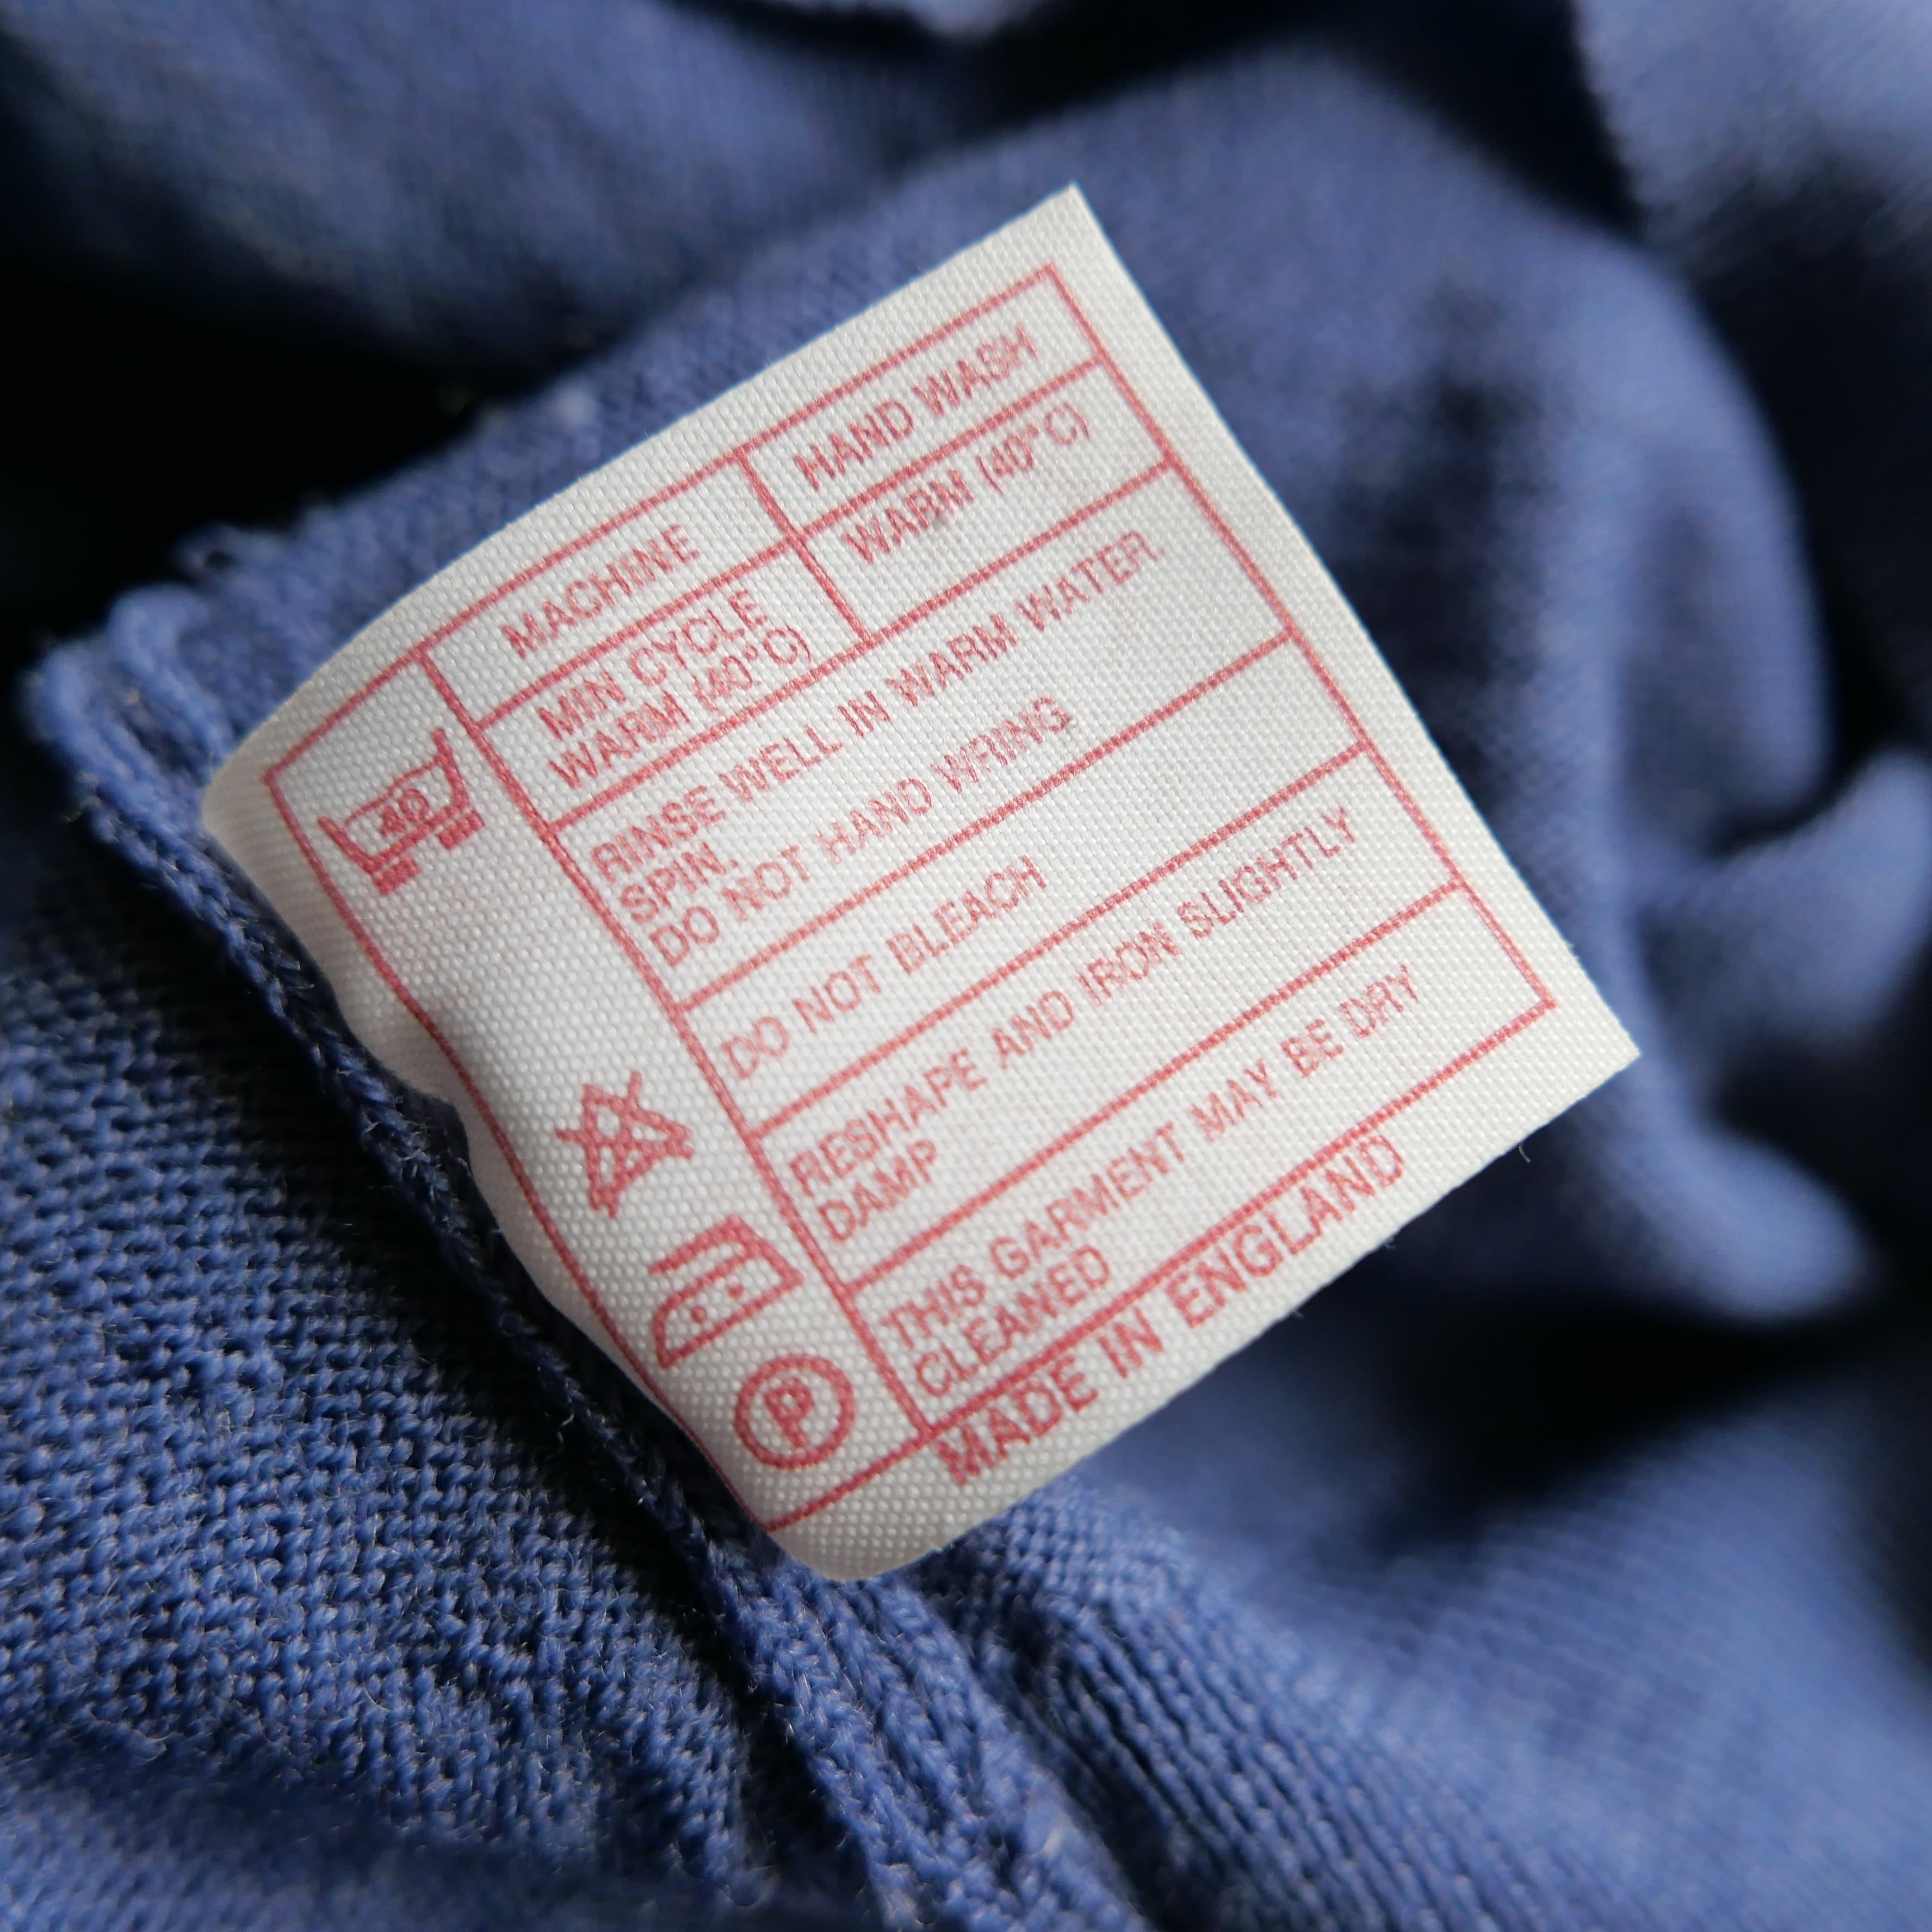 MACHINE HAND WASH
MIN CYCLE WARM (40°C)
WARM (40°C)
40
RINSE WELL IN WARM WATER.
SPIN.
DO NOT HAND WRING
DO NOT BLEACH
RESHAPE AND IRON SLIGHTLY
DAMP
THIS GARMENT MAY BE DRY
CLEANED
P
MADE IN ENGLAND